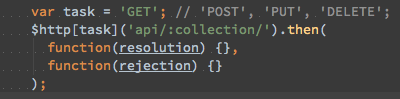 var task = 'GET'; // 'POST', 'PUT', 'DELETE';
$http[task]('api/:collection/').then(
function(resolution) {},
function(rejection) {}
);